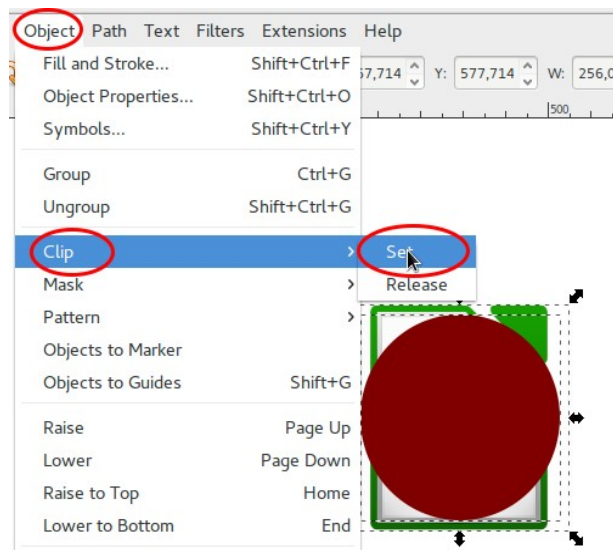 Object Path Text Filters Extensions Help
Fill and Stroke... Shift+Ctrl+F
7,714 Y: 577,714 W: 256,0
Object Properties... Shift+Ctrl+O
Symbols... Shift+Ctrl+Y
500
Group Ctrl+G
Ungroup Shift+Ctrl+G
Clip > Set
Mask > Release
Pattern >
Objects to Marker
Objects to Guides Shift+G
Raise Page Up
Lower Page Down
Raise to Top Home
Lower to Bottom End